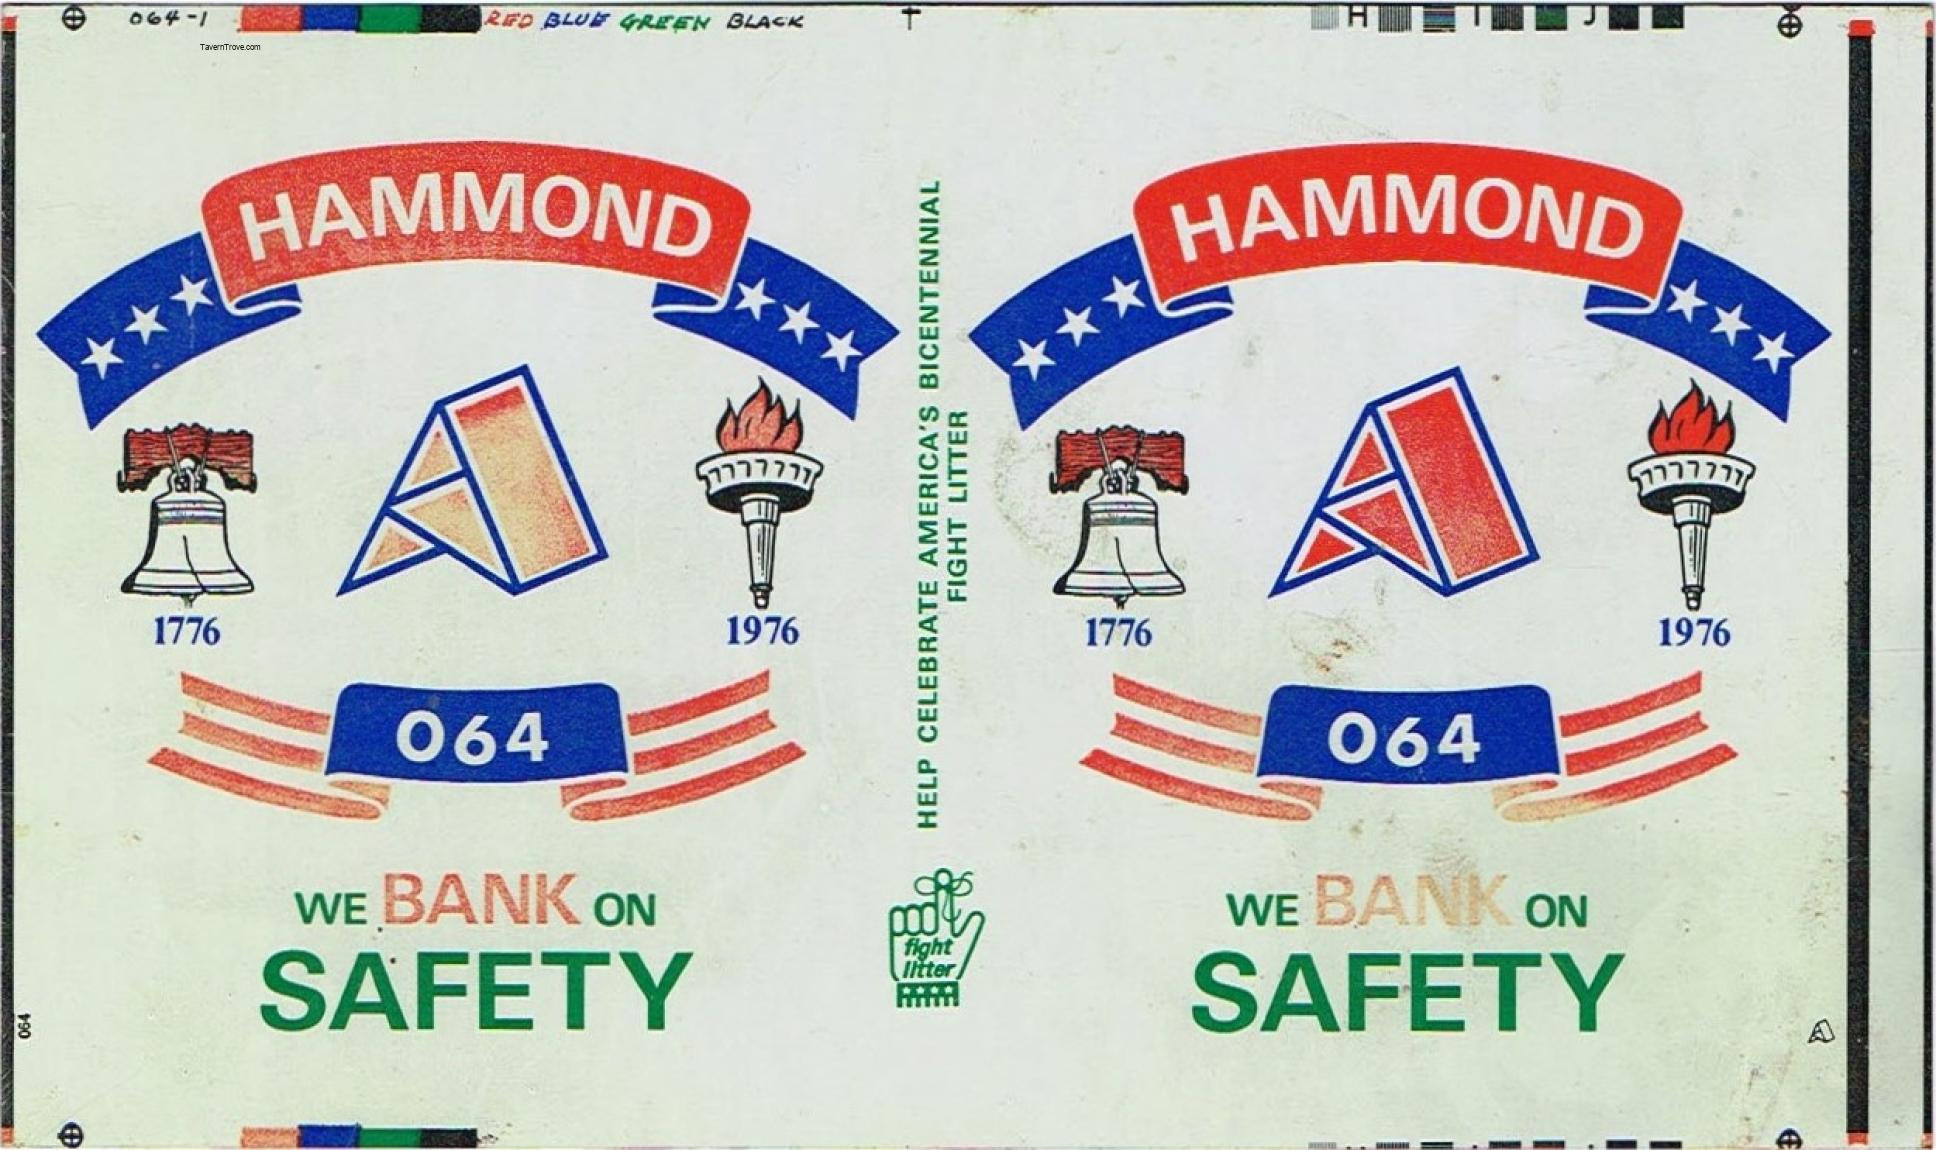 064-1 RED BLUE GREEN BLACK H I J
TavernTrove.com
HAMMOND
1776
1976
064
WE BANK ON
SAFETY
HELP CELEBRATE AMERICA'S BICENTENNIAL
FIGHT LITTER
fight
litter
HAMMOND
1776
1976
064
WE BANK ON
SAFETY
064